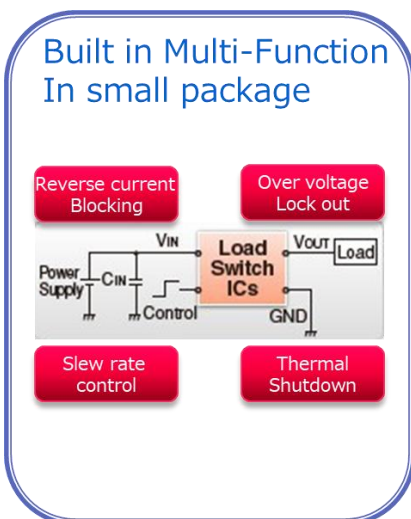 Built in Multi-Function
In small package
Reverse current
Blocking
Over voltage
Lock out
VIN
Load
Switch
ICs
VOUT
Load
Power
Supply
CIN
Control
GND
Slew rate
control
Thermal
Shutdown